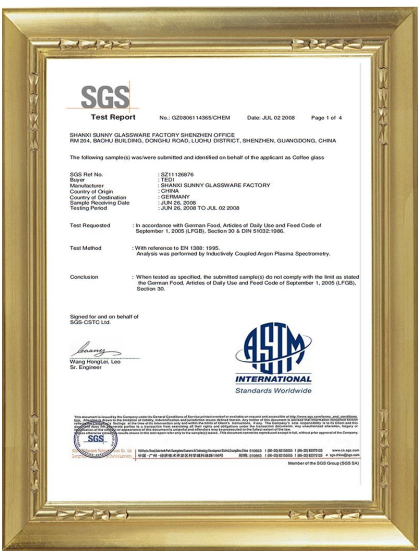 SGS
Test Report No.: GZ0806114365/CHEM Date: JUL 02 2008 Page 1 of 4
SHANXI SUNNY GLASSWARE FACTORY SHENZHEN OFFICE
RM 204, BAOHU BUILDING, DONGHU ROAD, LUOHU DISTRICT, SHENZHEN, GUANGDONG, CHINA
The following sample(s) was/were submitted and identified on behalf of the applicant as Coffee glass
SGS Ref No. : SZ11126876
Buyer : TEDI
Manufacturer : SHANXI SUNNY GLASSWARE FACTORY
Country of Origin : CHINA
Country of Destination : GERMANY
Sample Receiving Date : JUN 26, 2008
Testing Period : JUN 26, 2008 TO JUL 02 2008
Test Requested : In accordance with German Food, Articles of Daily Use and Feed Code of
September 1, 2005 (LFGB), Section 30 & DIN 51032:1986.
Test Method : With reference to EN 1388: 1995.
Analysis was performed by Inductively Coupled Argon Plasma Spectrometry.
Conclusion : When tested as specified, the submitted sample(s) do not comply with the limit as stated
the German Food, Articles of Daily Use and Feed Code of September 1, 2005 (LFGB),
Section 30.
Signed for and on behalf of
SGS-CSTC Ltd.
Wang HongLei, Leo
Sr. Engineer
ASTM
INTERNATIONAL
Standards Worldwide
SGS
Member of the SGS Group (SGS SA)